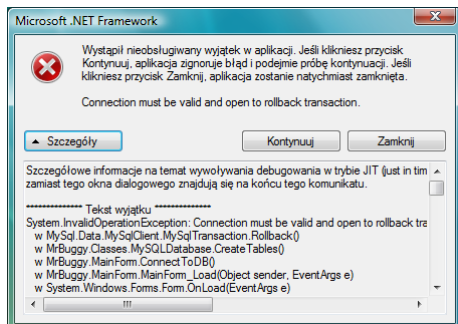 Microsoft .NET Framework
Wystąpił nieobsługiwany wyjątek w aplikacji. Jeśli klikniesz przycisk
Kontynuuj, aplikacja zignoruje błąd i podejmie próbę kontynuacji. Jeśli
klikniesz przycisk Zamknij, aplikacja zostanie natychmiast zamknięta.
Connection must be valid and open to rollback transaction.
Szczegóły Kontynuuj Zamknij
Szczegółowe informacje na temat wywoływania debugowania w trybie JIT (just in tim
zamiast tego okna dialogowego znajdują się na końcu tego komunikatu.
************** Tekst wyjątku **************
System.InvalidOperationException: Connection must be valid and open to rollback tra
w MySql.Data.MySqlClient.MySqlTransaction.Rollback()
w MrBuggy.Classes.MySQLDatabase.CreateTables()
w MrBuggy.MainForm.ConnectToDB()
w MrBuggy.MainForm.MainForm_Load(Object sender, EventArgs e)
w System.Windows.Forms.Form.OnLoad(EventArgs e)